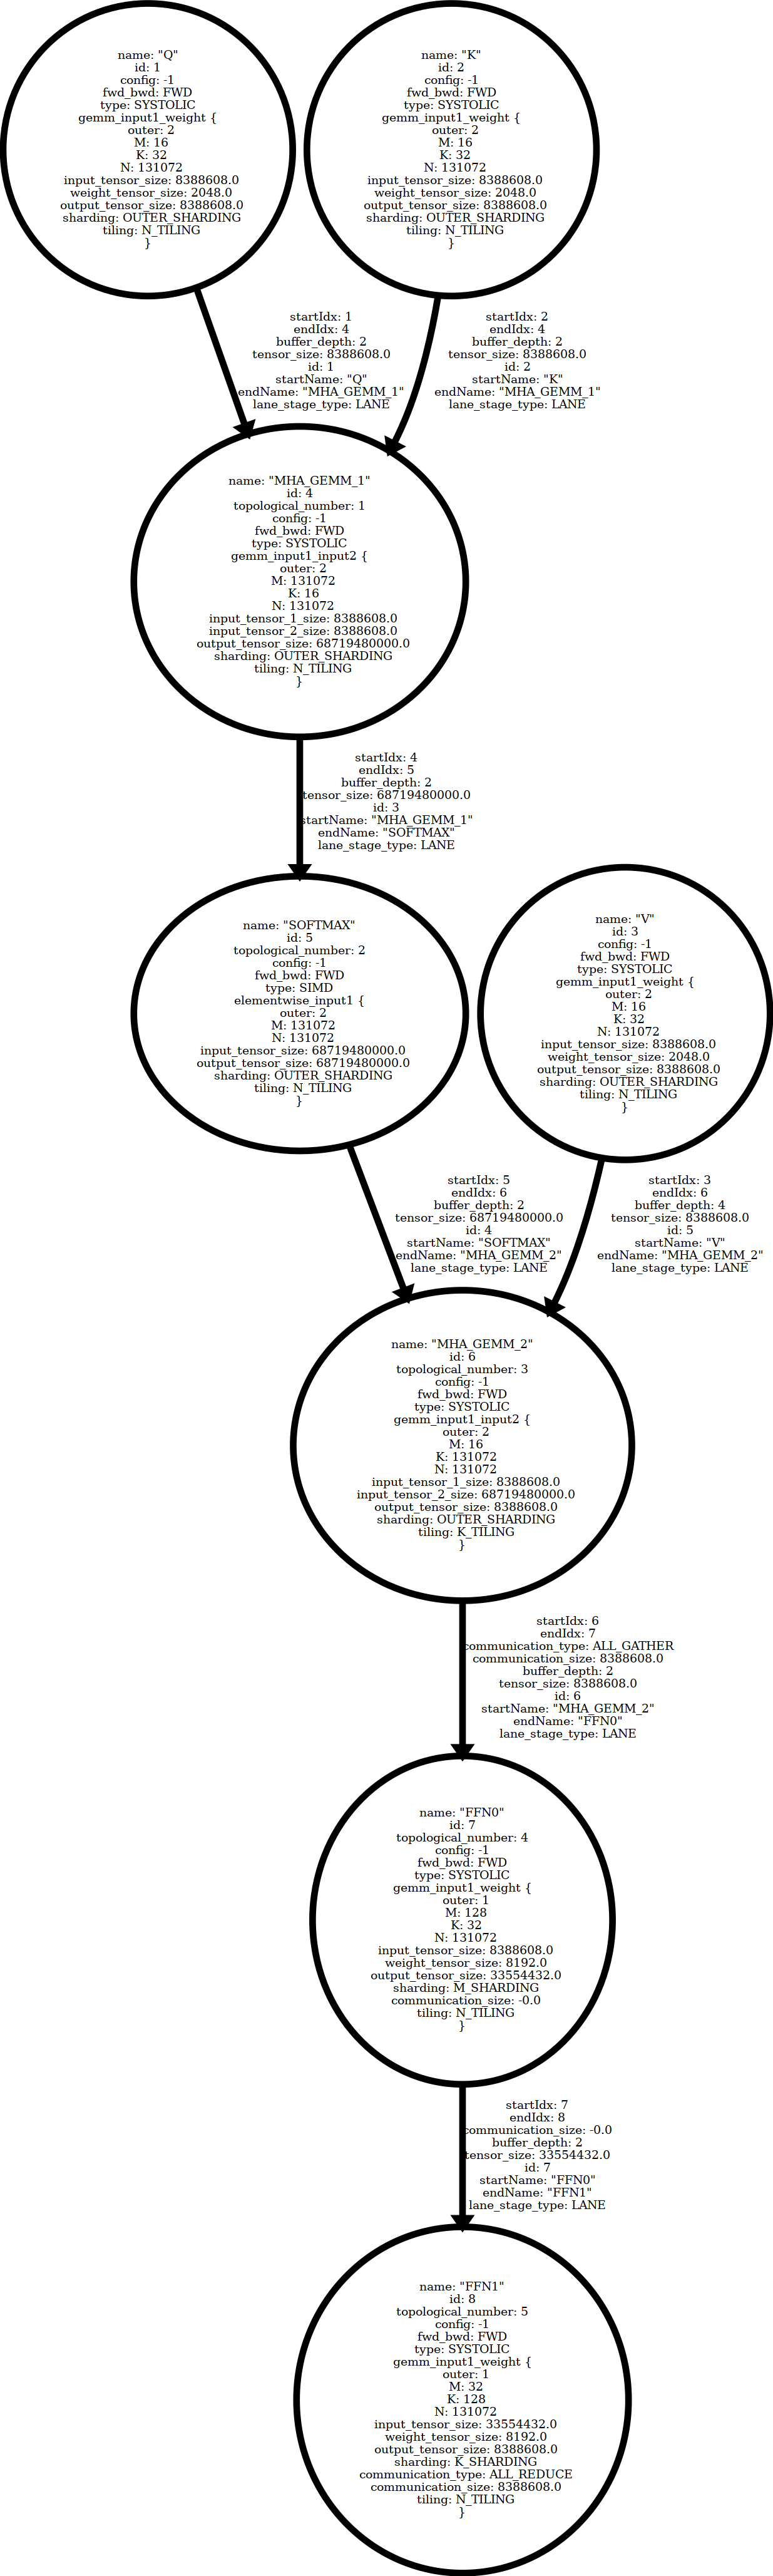 name: "Q"
id: 1
config: -1
fwd_bwd: FWD
type: SYSTOLIC
gemm_input1_weight {
outer: 2
M: 16
K: 32
N: 131072
input_tensor_size: 8388608.0
weight_tensor_size: 2048.0
output_tensor_size: 8388608.0
sharding: OUTER_SHARDING
tiling: N_TILING
}
name: "K"
id: 2
config: -1
fwd_bwd: FWD
type: SYSTOLIC
gemm_input1_weight {
outer: 2
M: 16
K: 32
N: 131072
input_tensor_size: 8388608.0
weight_tensor_size: 2048.0
output_tensor_size: 8388608.0
sharding: OUTER_SHARDING
tiling: N_TILING
}
startIdx: 1
endIdx: 4
buffer_depth: 2
tensor_size: 8388608.0
id: 1
startName: "Q"
endName: "MHA_GEMM_1"
lane_stage_type: LANE
startIdx: 2
endIdx: 4
buffer_depth: 2
tensor_size: 8388608.0
id: 2
startName: "K"
endName: "MHA_GEMM_1"
lane_stage_type: LANE
name: "MHA_GEMM_1"
id: 4
topological_number: 1
config: -1
fwd_bwd: FWD
type: SYSTOLIC
gemm_input1_input2 {
outer: 2
M: 131072
K: 16
N: 131072
input_tensor_1_size: 8388608.0
input_tensor_2_size: 8388608.0
output_tensor_size: 68719480000.0
sharding: OUTER_SHARDING
tiling: N_TILING
}
startIdx: 4
endIdx: 5
buffer_depth: 2
tensor_size: 68719480000.0
id: 3
startName: "MHA_GEMM_1"
endName: "SOFTMAX"
lane_stage_type: LANE
name: "SOFTMAX"
id: 5
topological_number: 2
config: -1
fwd_bwd: FWD
type: SIMD
elementwise_input1 {
outer: 2
M: 131072
N: 131072
input_tensor_size: 68719480000.0
output_tensor_size: 68719480000.0
sharding: OUTER_SHARDING
tiling: N_TILING
}
name: "V"
id: 3
config: -1
fwd_bwd: FWD
type: SYSTOLIC
gemm_input1_weight {
outer: 2
M: 16
K: 32
N: 131072
input_tensor_size: 8388608.0
weight_tensor_size: 2048.0
output_tensor_size: 8388608.0
sharding: OUTER_SHARDING
tiling: N_TILING
}
startIdx: 5
endIdx: 6
buffer_depth: 2
tensor_size: 68719480000.0
id: 4
startName: "SOFTMAX"
endName: "MHA_GEMM_2"
lane_stage_type: LANE
startIdx: 3
endIdx: 6
buffer_depth: 4
tensor_size: 8388608.0
id: 5
startName: "V"
endName: "MHA_GEMM_2"
lane_stage_type: LANE
name: "MHA_GEMM_2"
id: 6
topological_number: 3
config: -1
fwd_bwd: FWD
type: SYSTOLIC
gemm_input1_input2 {
outer: 2
M: 16
K: 131072
N: 131072
input_tensor_1_size: 8388608.0
input_tensor_2_size: 68719480000.0
output_tensor_size: 8388608.0
sharding: OUTER_SHARDING
tiling: K_TILING
}
startIdx: 6
endIdx: 7
communication_type: ALL_GATHER
communication_size: 8388608.0
buffer_depth: 2
tensor_size: 8388608.0
id: 6
startName: "MHA_GEMM_2"
endName: "FFN0"
lane_stage_type: LANE
name: "FFN0"
id: 7
topological_number: 4
config: -1
fwd_bwd: FWD
type: SYSTOLIC
gemm_input1_weight {
outer: 1
M: 128
K: 32
N: 131072
input_tensor_size: 8388608.0
weight_tensor_size: 8192.0
output_tensor_size: 33554432.0
sharding: M_SHARDING
communication_size: -0.0
tiling: N_TILING
}
startIdx: 7
endIdx: 8
communication_size: -0.0
buffer_depth: 2
tensor_size: 33554432.0
id: 7
startName: "FFN0"
endName: "FFN1"
lane_stage_type: LANE
name: "FFN1"
id: 8
topological_number: 5
config: -1
fwd_bwd: FWD
type: SYSTOLIC
gemm_input1_weight {
outer: 1
M: 32
K: 128
N: 131072
input_tensor_size: 33554432.0
weight_tensor_size: 8192.0
output_tensor_size: 8388608.0
sharding: K_SHARDING
communication_type: ALL_REDUCE
communication_size: 8388608.0
tiling: N_TILING
}